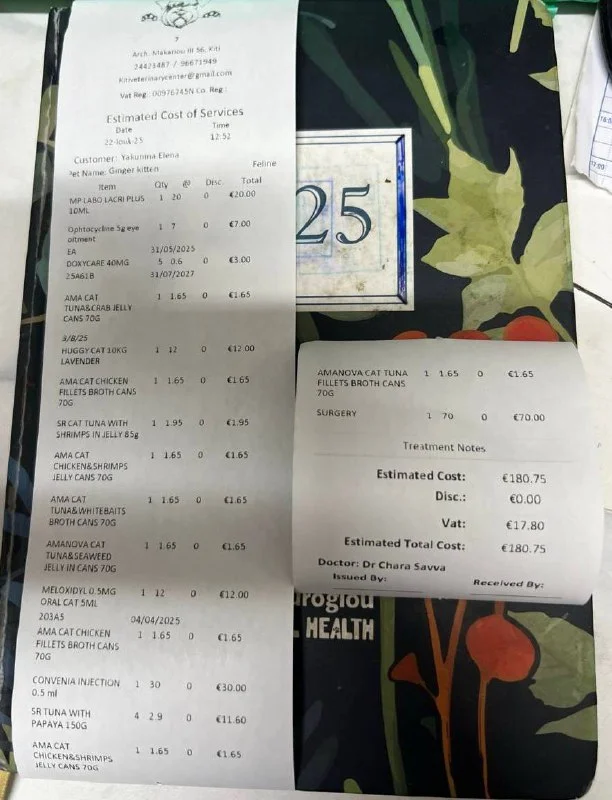 7
Arch. Makariou III 56, Kiti
24423487 / 96671949
Kitiveterinarycenter@gmail.com
Vat Reg.: 00976745N Co. Reg.:
Estimated Cost of Services
Date Time
22-Ιουλ-25 12:52
Customer: Yakunina Elena
Pet Name: Ginger kitten Feline
Item Qty @ Disc. Total
MP LABO LACRI PLUS 1 20 0 €20.00
10ML
Ophtocycline 5g eye 1 7 0 €7.00
oitment
EA 31/05/2025
DOXYCARE 40MG 5 0.6 0 €3.00
25A61B 31/07/2027
AMA CAT 1 1.65 0 €1.65
TUNA&CRAB JELLY
CANS 70G
9/8/25
HUGGY CAT 10KG 1 12 0 €12.00
LAVENDER
AMA CAT CHICKEN 1 1.65 0 €1.65
FILLETS BROTH CANS
70G
SR CAT TUNA WITH 1 1.95 0 €1.95
SHRIMPS IN JELLY 85g
AMA CAT 1 1.65 0 €1.65
CHICKEN&SHRIMPS
JELLY CANS 70G
AMA CAT 1 1.65 0 €1.65
TUNA&WHITEBAITS
BROTH CANS 70G
AMANOVA CAT 1 1.65 0 €1.65
TUNA&SEAWEED
JELLY IN CANS 70G
MELOXIDYL 0.5MG 1 12 0 €12.00
ORAL CAT 5ML
203A5 04/04/2025
AMA CAT CHICKEN 1 1.65 0 €1.65
FILLETS BROTH CANS
70G
CONVENIA INJECTION 1 30 0 €30.00
0.5 ml
SR TUNA WITH 4 2.9 0 €11.60
PAPAYA 150G
AMA CAT 1 1.65 0 €1.65
CHICKEN&SHRIMPS
JELLY CANS 70G
25
AMANOVA CAT TUNA 1 1.65 0 €1.65
FILLETS BROTH CANS
70G
SURGERY 1 70 0 €70.00
Treatment Notes
Estimated Cost: €180.75
Disc.: €0.00
Vat: €17.80
Estimated Total Cost: €180.75
Doctor: Dr Chara Savva
Issued By: Received By:
HEALTH